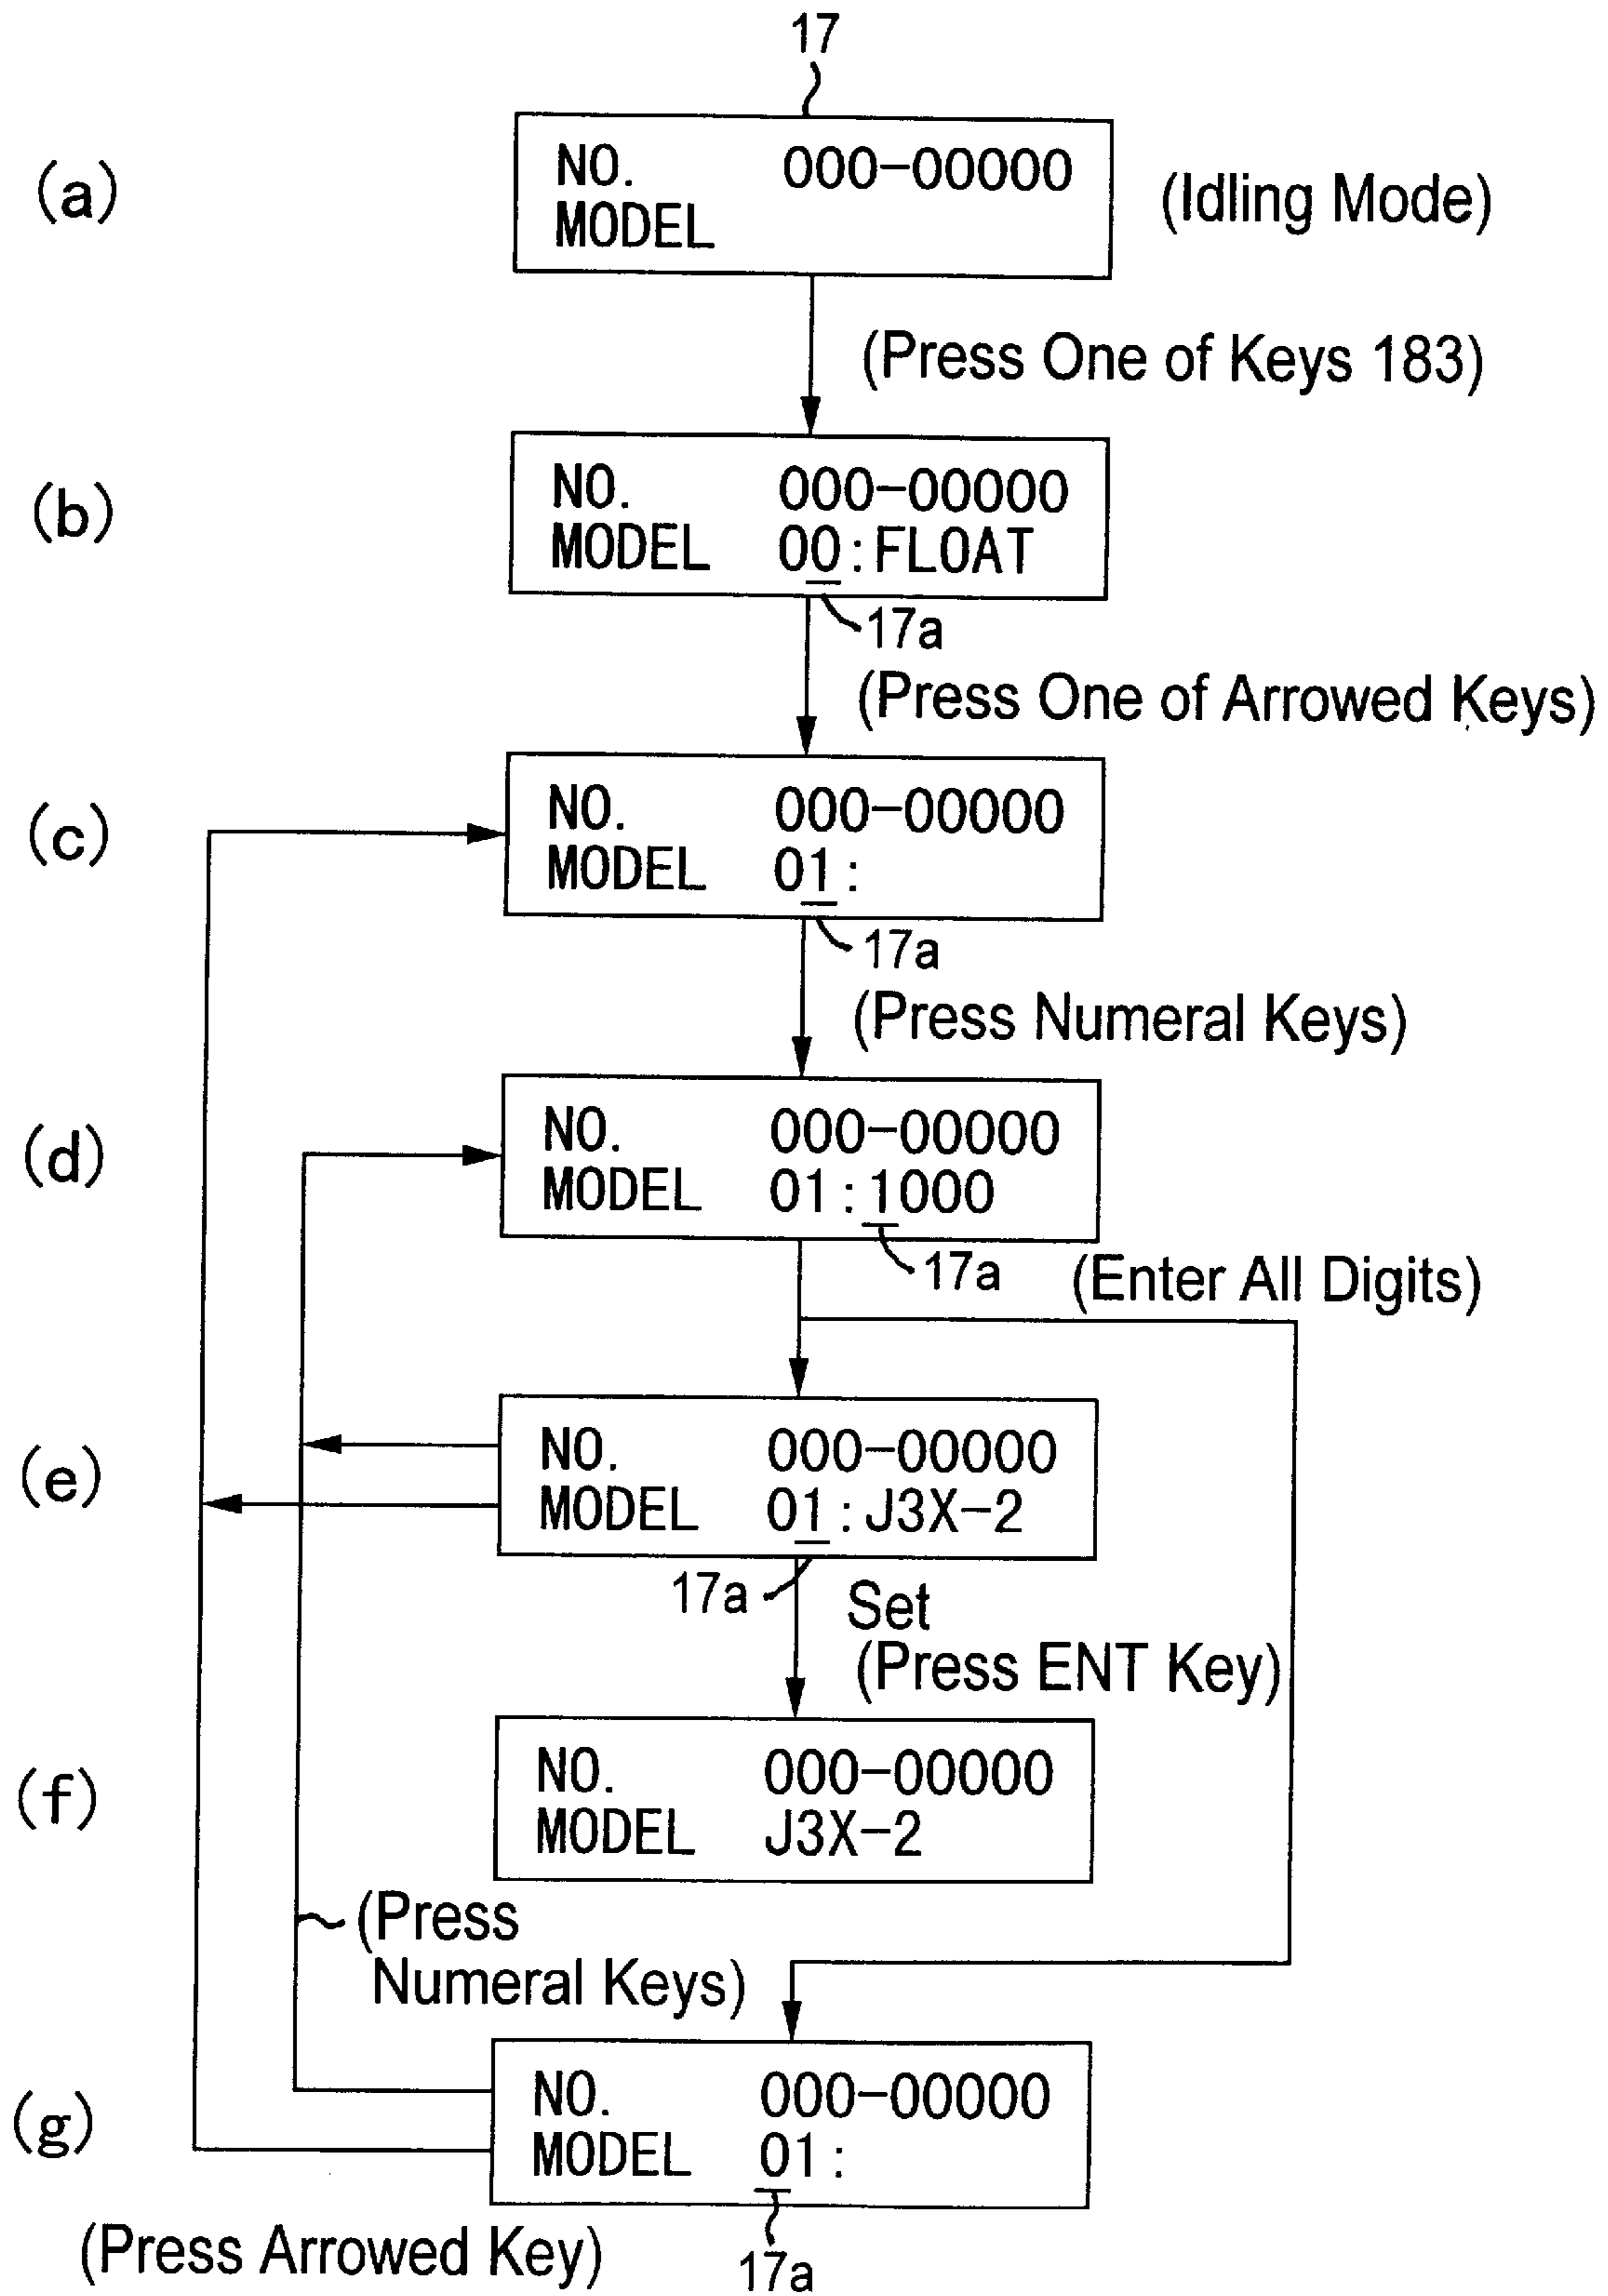 17
(a)
NO. 000-00000
MODEL
(Idling Mode)
(Press One of Keys 183)
(b)
NO. 000-00000
MODEL 00:FLOAT
17a
(Press One of Arrowed Keys)
(c)
NO. 000-00000
MODEL 01:
17a
(Press Numeral Keys)
(d)
NO. 000-00000
MODEL 01:1000
17a
(Enter All Digits)
(e)
NO. 000-00000
MODEL 01:J3X-2
17a
Set
(Press ENT Key)
(f)
NO. 000-00000
MODEL J3X-2
(Press
Numeral Keys)
(g)
NO. 000-00000
MODEL 01:
17a
(Press Arrowed Key)